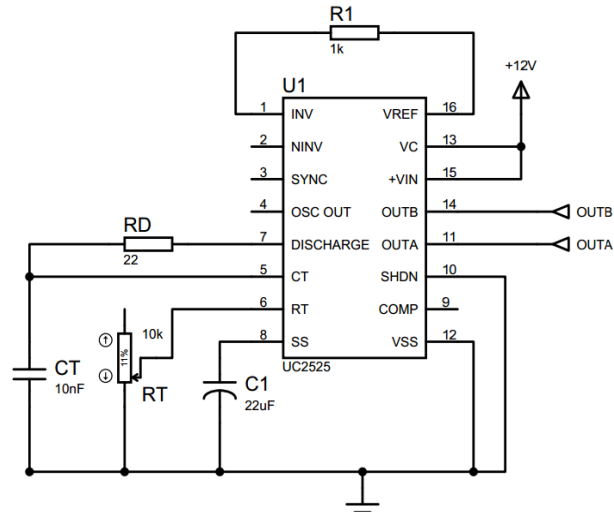 R1
1k
+12V
U1
1 INV VREF 16
2 NINV VC 13
3 SYNC +VIN 15
4 OSC OUT OUTB 14 OUTB
RD
22
7 DISCHARGE OUTA 11 OUTA
5 CT SHDN 10
6 RT COMP 9
8 SS VSS 12
UC2525
10k
11%
RT
CT
10nF
C1
22uF